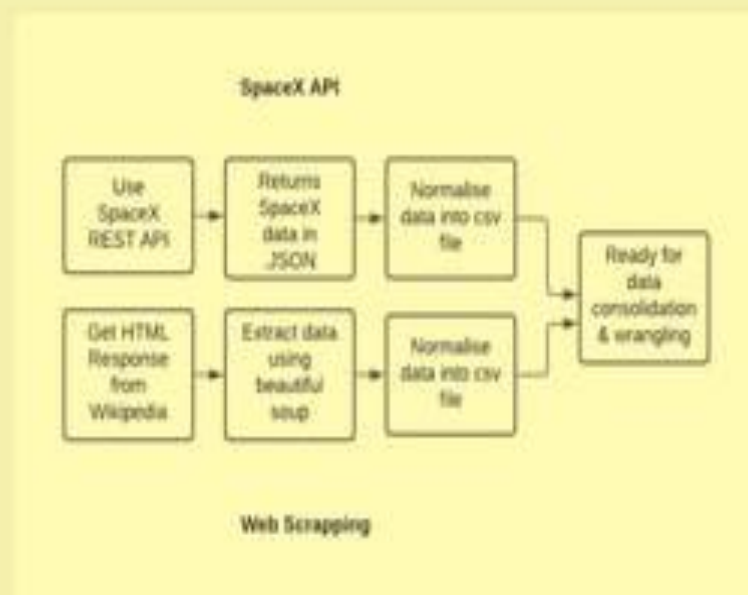 SpaceX API
Use
SpaceX
REST API
Returns
SpaceX
data in
.JSON
Normalise
data into csv
file
Ready for
data
consolidation
& wrangling
Get HTML
Response
from
Wikipedia
Extract data
using
beautiful
soup
Normalise
data into csv
file
Web Scrapping